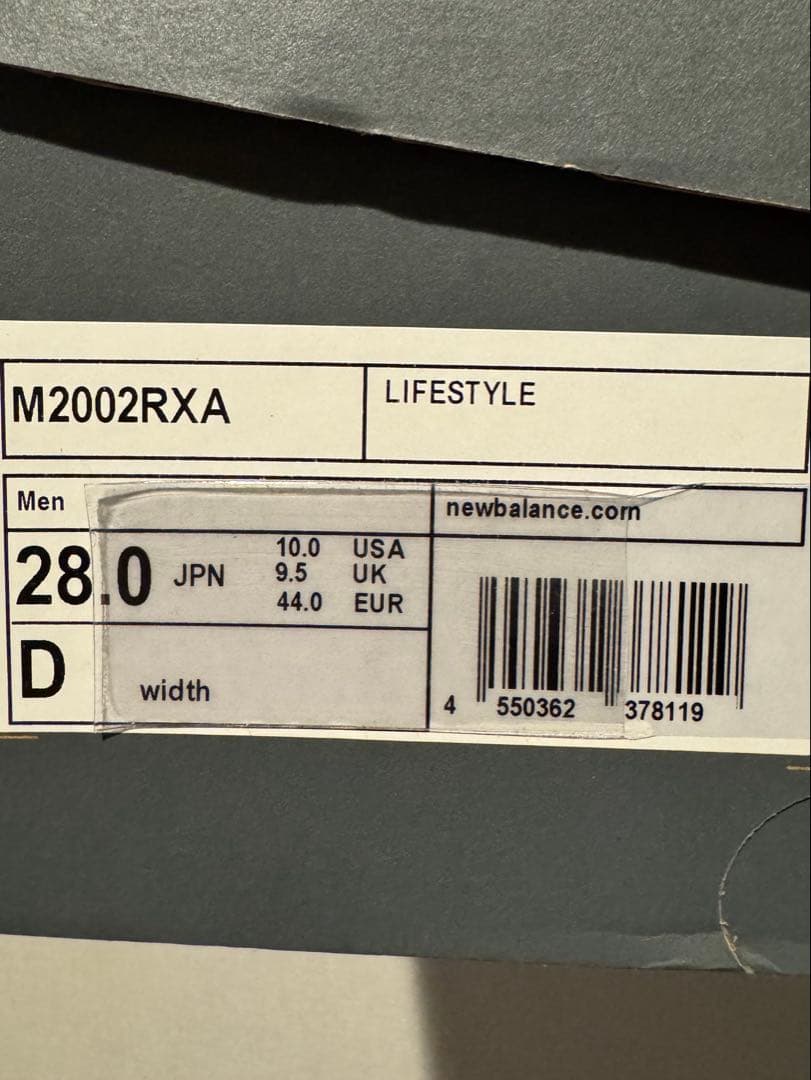 M2002RXA
LIFESTYLE
Men
newbalance.com
28.0 JPN
10.0 USA
9.5 UK
44.0 EUR
D width
4 550362 378119